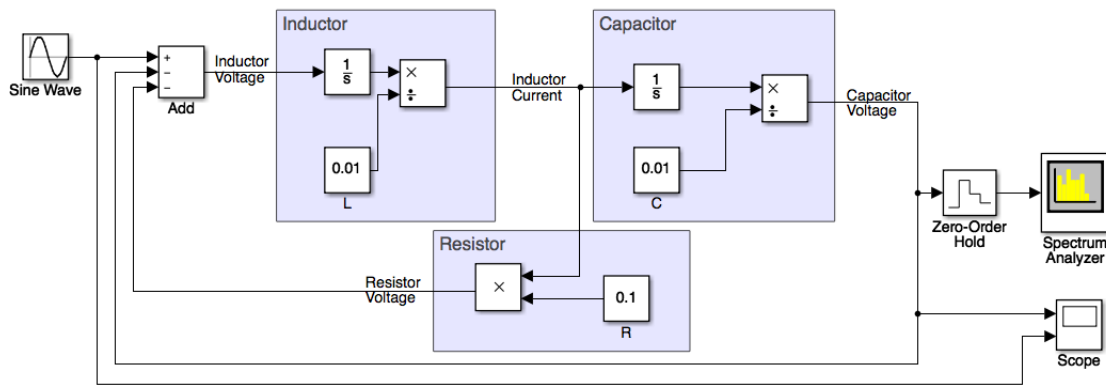 Inductor
Capacitor
Sine Wave
+
−
−
Add
Inductor
Voltage
1
s
×
÷
0.01
L
Inductor
Current
1
s
×
÷
0.01
C
Capacitor
Voltage
Zero-Order
Hold
Spectrum
Analyzer
Resistor
Resistor
Voltage
×
0.1
R
Scope